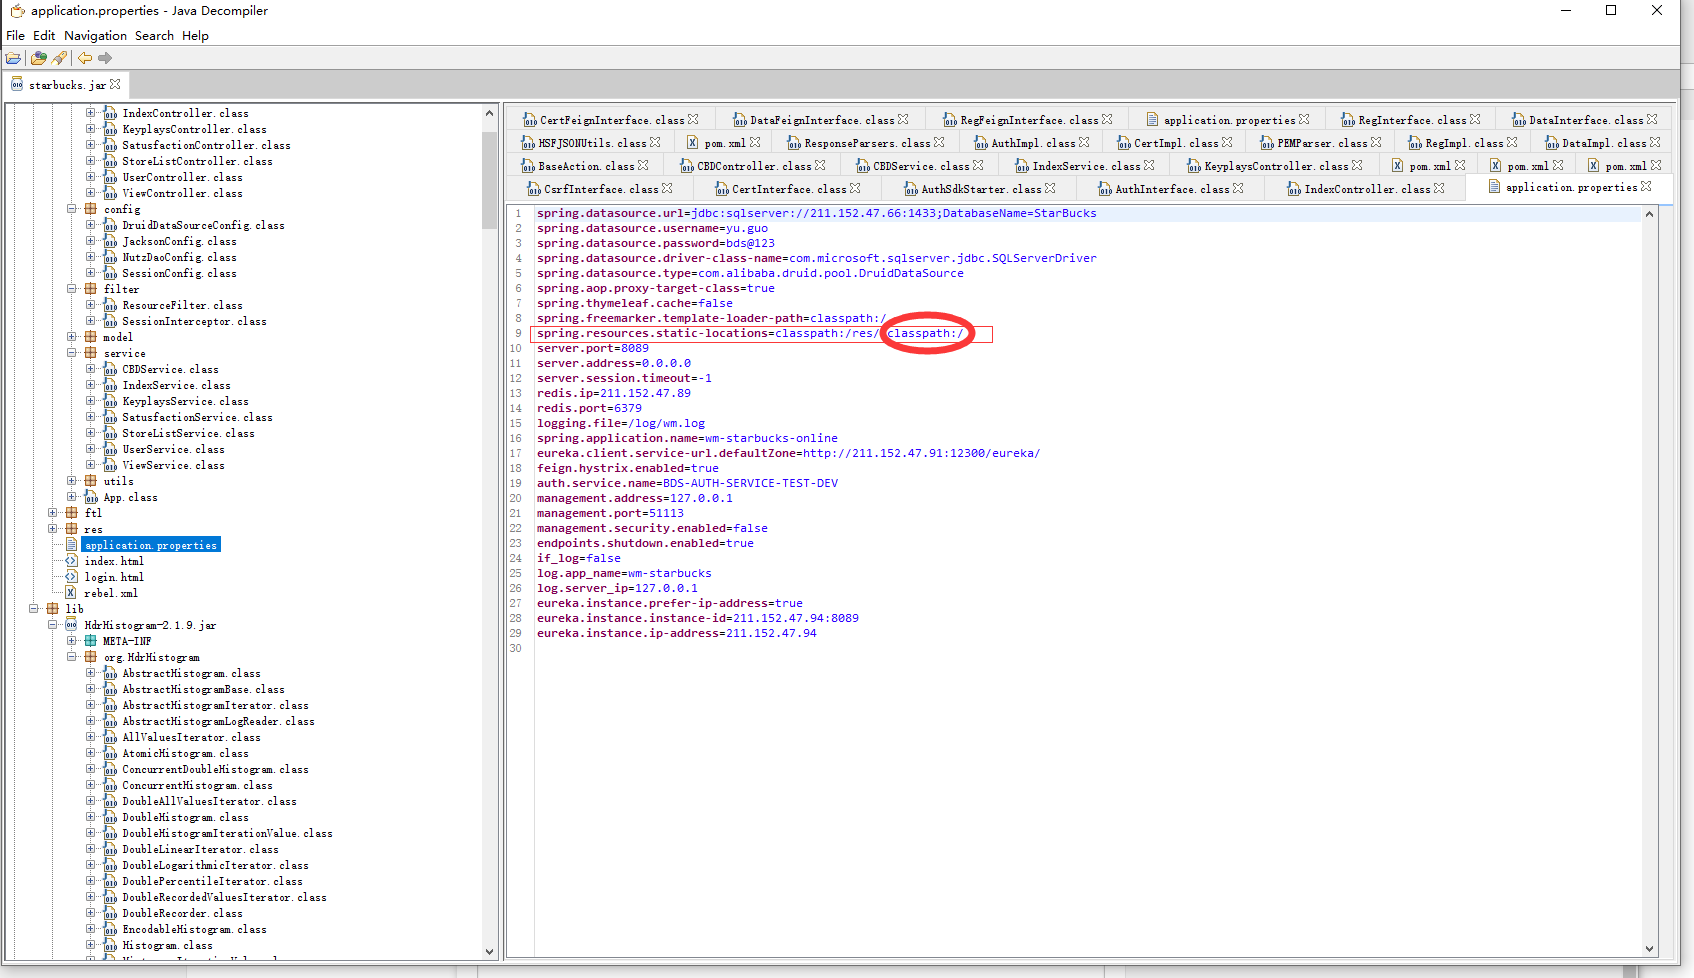 application.properties - Java Decompiler
File Edit Navigation Search Help
starbucks.jar
IndexController.class
KeyplaysController.class
SatusfactionController.class
StoreListController.class
UserController.class
ViewController.class
config
DruidDataSourceConfig.class
JacksonConfig.class
NutzDaoConfig.class
SessionConfig.class
filter
ResourceFilter.class
SessionInterceptor.class
model
service
CBDService.class
IndexService.class
KeyplaysService.class
SatusfactionService.class
StoreListService.class
UserService.class
ViewService.class
utils
App.class
ftl
res
application.properties
index.html
login.html
rebel.xml
lib
HdrHistogram-2.1.9.jar
META-INF
org.HdrHistogram
AbstractHistogram.class
AbstractHistogramBase.class
AbstractHistogramIterator.class
AbstractHistogramLogReader.class
AllValuesIterator.class
AtomicHistogram.class
ConcurrentDoubleHistogram.class
ConcurrentHistogram.class
DoubleAllValuesIterator.class
DoubleHistogram.class
DoubleHistogramIterationValue.class
DoubleLinearIterator.class
DoubleLogarithmicIterator.class
DoublePercentileIterator.class
DoubleRecordedValuesIterator.class
DoubleRecorder.class
EncodableHistogram.class
Histogram.class
CertFeignInterface.class DataFeignInterface.class RegFeignInterface.class application.properties RegInterface.class DataInterface.class
HSFJSONUtils.class pom.xml ResponseParsers.class AuthImpl.class CertImpl.class PEMParser.class RegImpl.class DataImpl.class
BaseAction.class CBDController.class CBDService.class IndexService.class KeyplaysController.class pom.xml pom.xml pom.xml
CsrfInterface.class CertInterface.class AuthSdkStarter.class AuthInterface.class IndexController.class application.properties
1 spring.datasource.url=jdbc:sqlserver://211.152.47.66:1433;DatabaseName=StarBucks
2 spring.datasource.username=yu.guo
3 spring.datasource.password=bds@123
4 spring.datasource.driver-class-name=com.microsoft.sqlserver.jdbc.SQLServerDriver
5 spring.datasource.type=com.alibaba.druid.pool.DruidDataSource
6 spring.aop.proxy-target-class=true
7 spring.thymeleaf.cache=false
8 spring.freemarker.template-loader-path=classpath:/
9 spring.resources.static-locations=classpath:/res/ classpath:/
10 server.port=8089
11 server.address=0.0.0.0
12 server.session.timeout=-1
13 redis.ip=211.152.47.89
14 redis.port=6379
15 logging.file=/log/wm.log
16 spring.application.name=wm-starbucks-online
17 eureka.client.service-url.defaultZone=http://211.152.47.91:12300/eureka/
18 feign.hystrix.enabled=true
19 auth.service.name=BDS-AUTH-SERVICE-TEST-DEV
20 management.address=127.0.0.1
21 management.port=51113
22 management.security.enabled=false
23 endpoints.shutdown.enabled=true
24 if_log=false
25 log.app_name=wm-starbucks
26 log.server_ip=127.0.0.1
27 eureka.instance.prefer-ip-address=true
28 eureka.instance.instance-id=211.152.47.94:8089
29 eureka.instance.ip-address=211.152.47.94
30